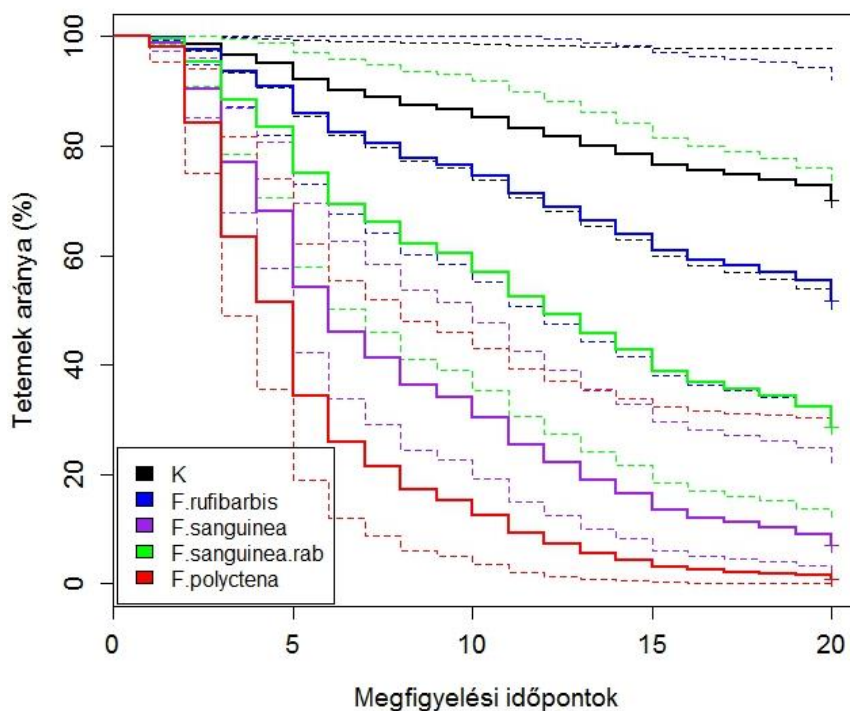 Tetemek aránya (%)
100
80
60
40
20
0
K
F.rufibarbis
F.sanguinea
F.sanguinea.rab
F.polyctena
0 5 10 15 20
Megfigyelési időpontok